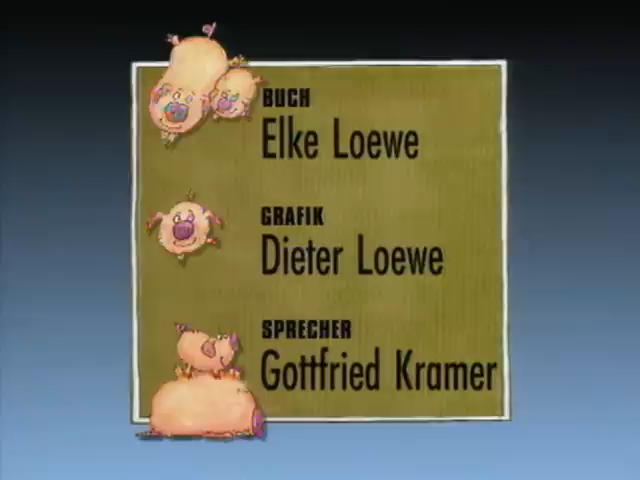 BUCH
Elke Loewe
GRAFIK
Dieter Loewe
SPRECHER
Gottfried Kramer